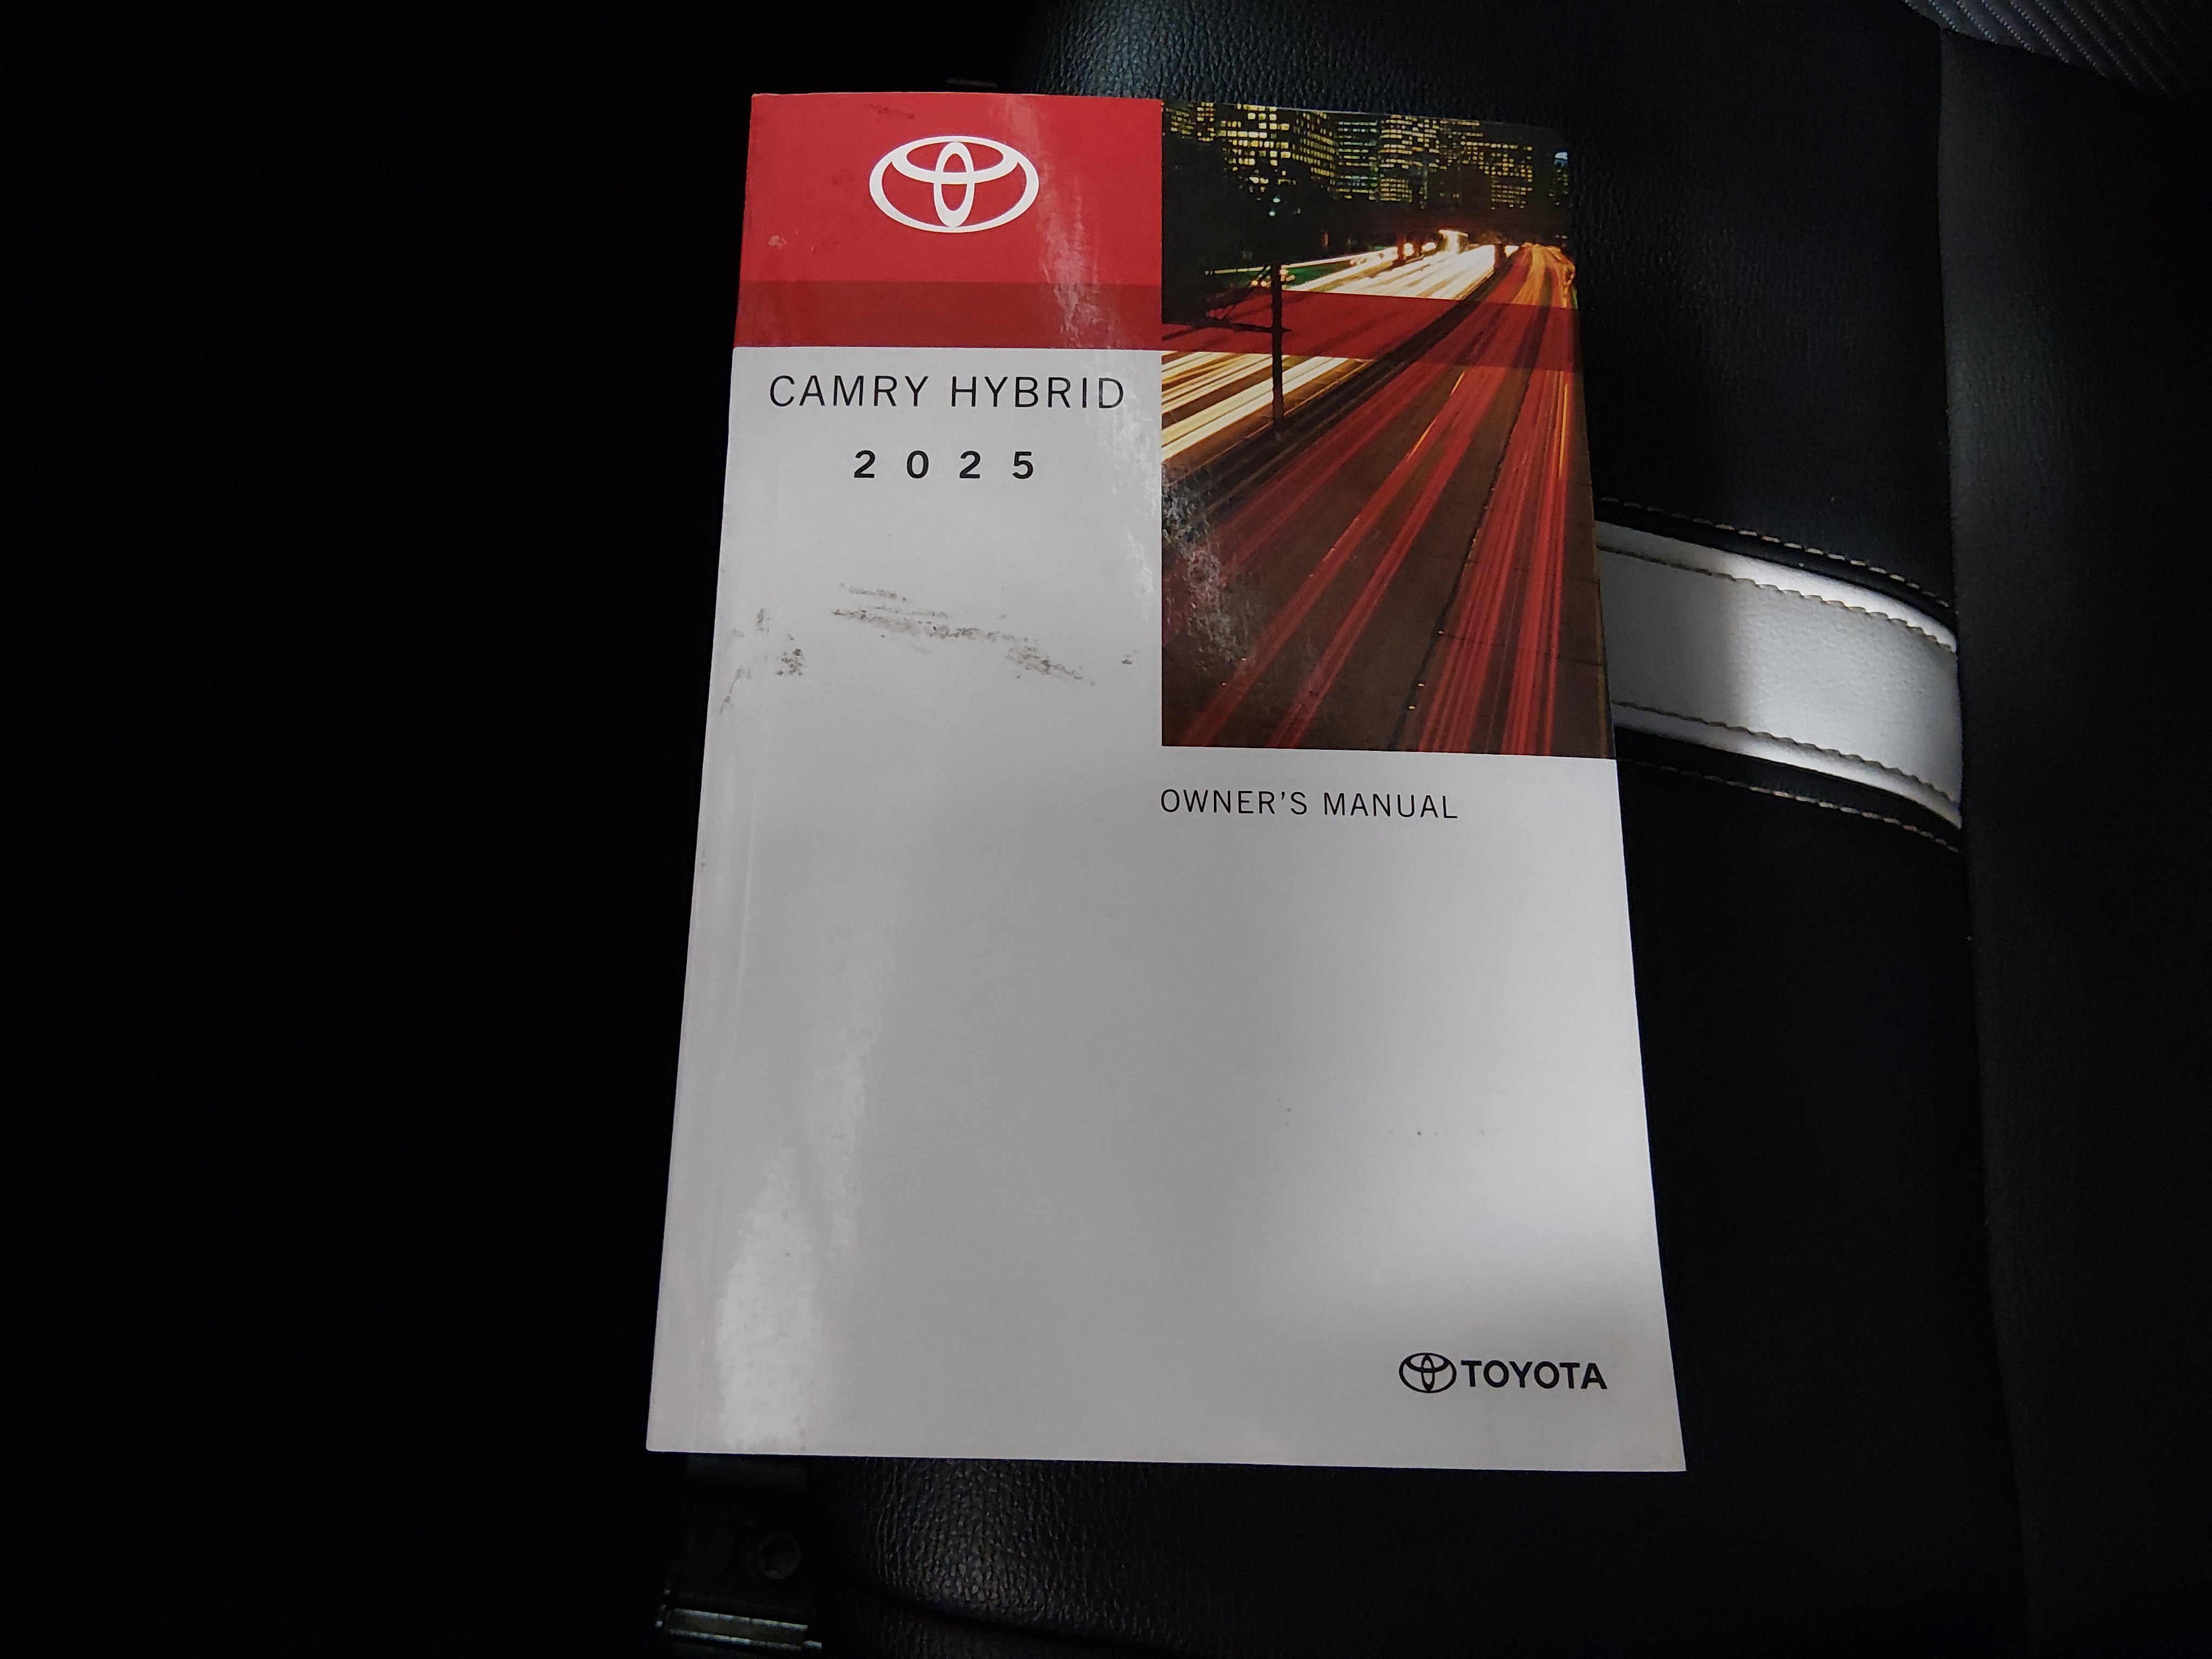 CAMRY HYBRID
2025
OWNER'S MANUAL
TOYOTA